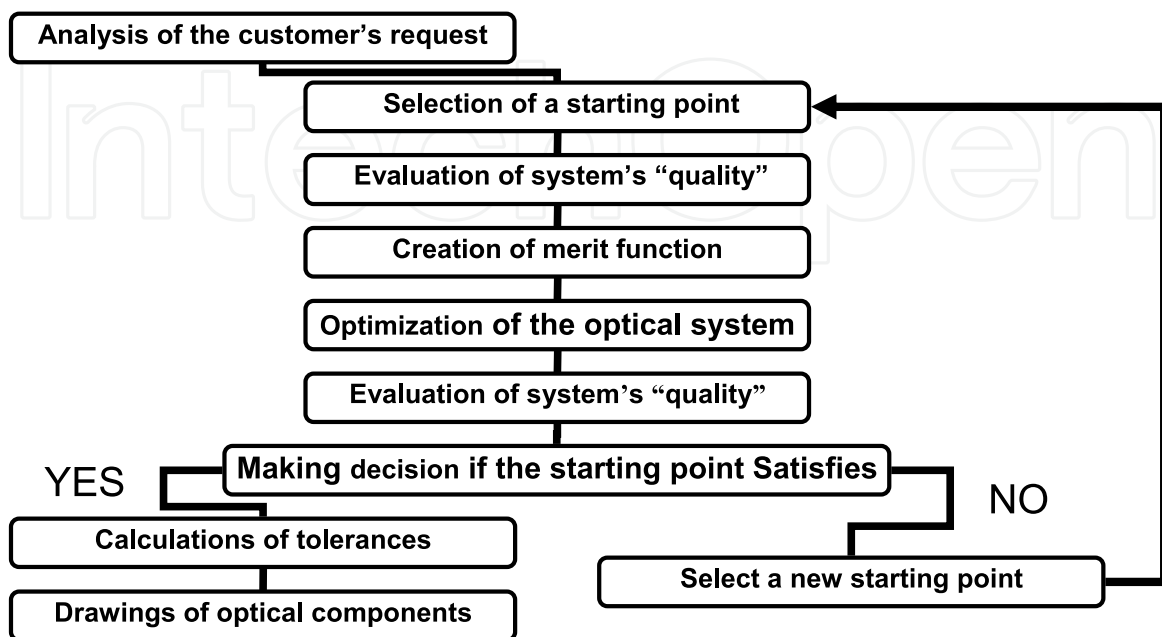 Analysis of the customer’s request
Selection of a starting point
IntechOpen
Evaluation of system’s “quality”
Creation of merit function
Optimization of the optical system
Evaluation of system’s “quality”
Making decision if the starting point Satisfies
YES
NO
Calculations of tolerances
Select a new starting point
Drawings of optical components